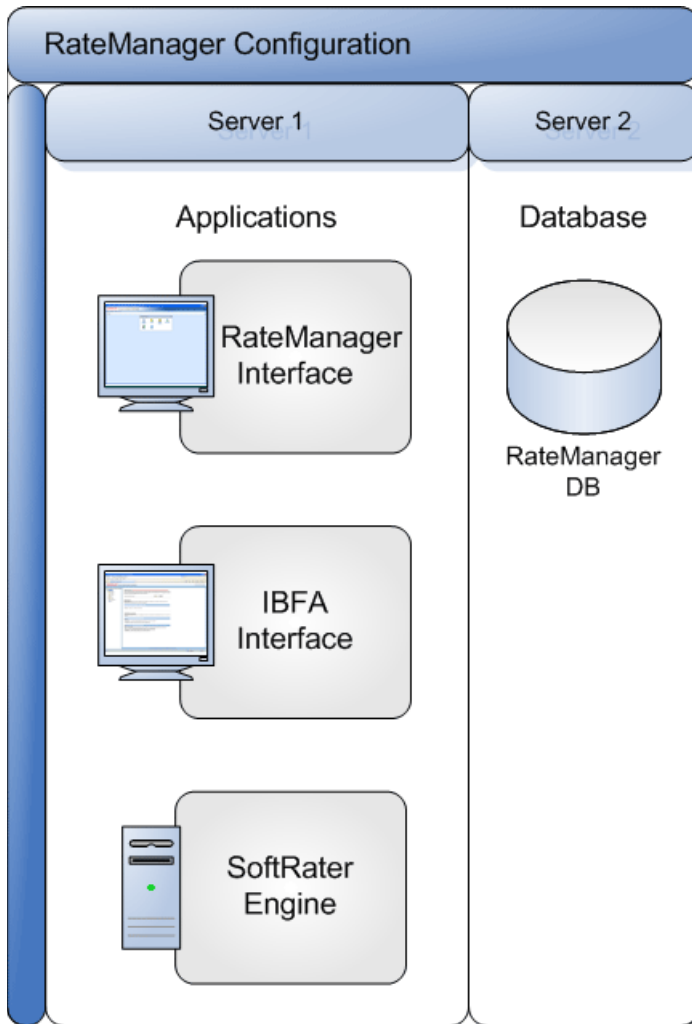 RateManager Configuration
Server 1
Server 2
Applications
Database
RateManager
Interface
RateManager
DB
IBFA
Interface
SoftRater
Engine